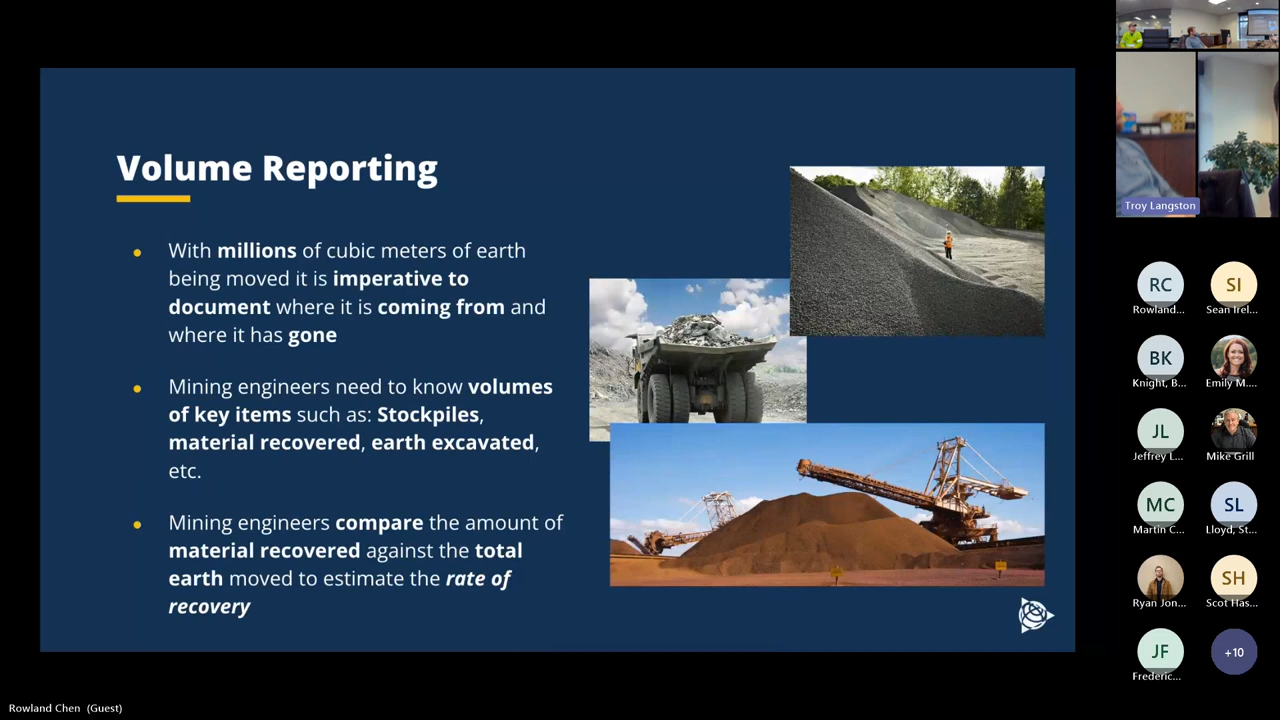 Volume Reporting
With millions of cubic meters of earth
being moved it is imperative to
document where it is coming from and
where it has gone
Mining engineers need to know volumes
of key items such as: Stockpiles,
material recovered, earth excavated,
etc.
Mining engineers compare the amount of
material recovered against the total
earth moved to estimate the rate of
recovery
Troy Langston
RC
Rowland...
SI
Sean Irel...
BK
Knight, B...
Emily M....
JL
Jeffrey L...
Mike Grill
MC
Martin C...
SL
Lloyd, St...
Ryan Jon...
SH
Scot Has...
JF
Frederic...
+10
Rowland Chen (Guest)